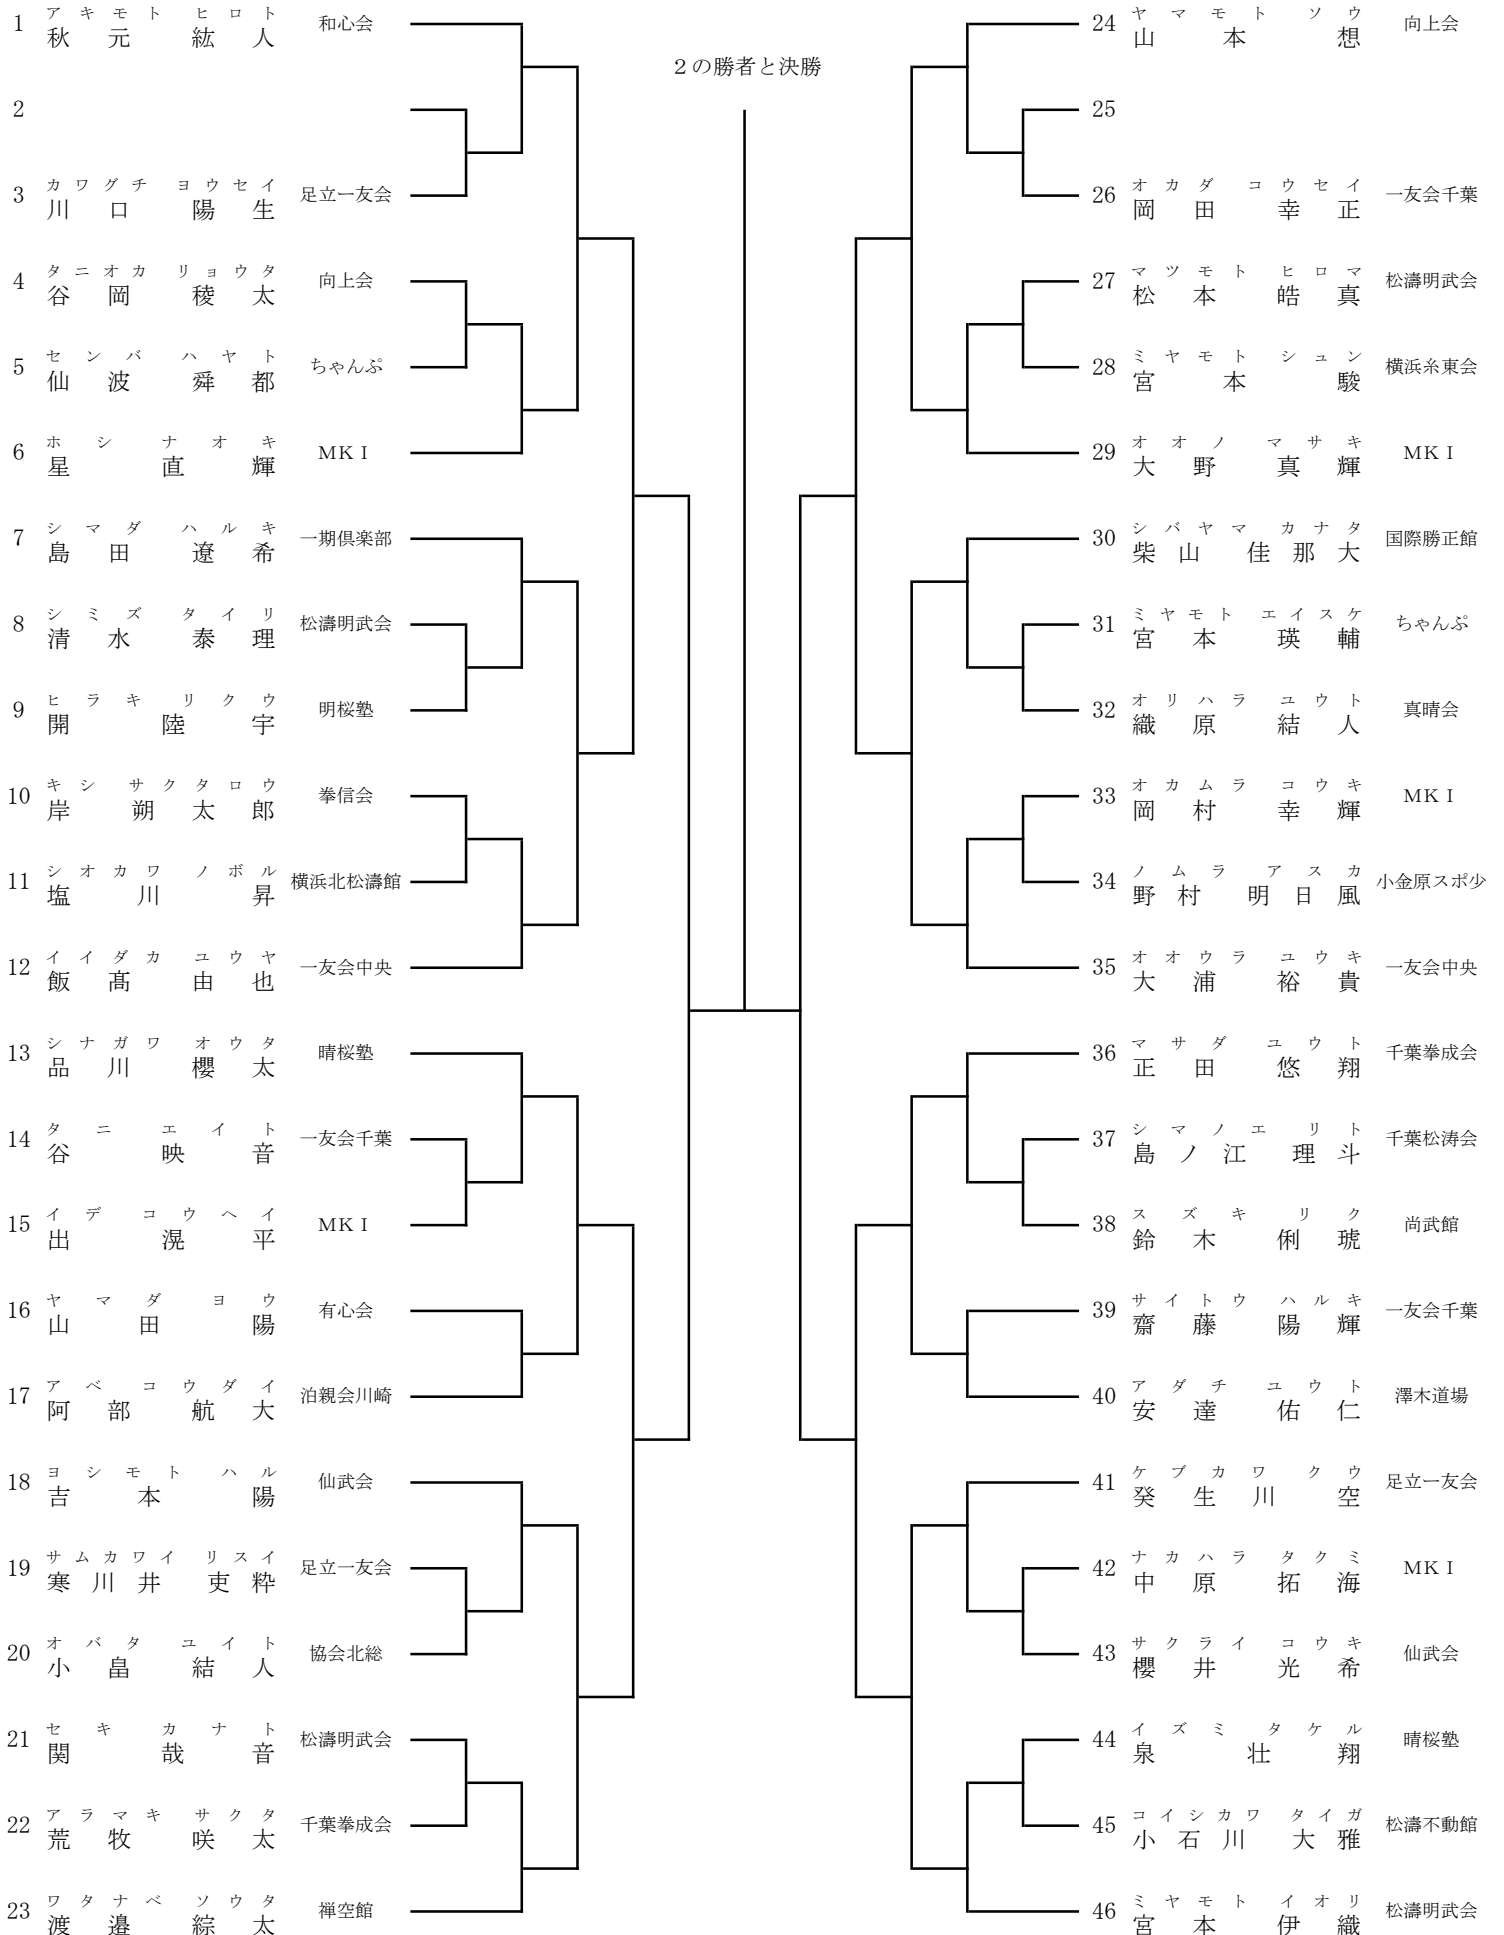 ２の勝者と決勝
アキモト ヒロト
1 秋元 紘人 和心会
2
カワグチ ヨウセイ
3 川口 陽生 足立一友会
タニオカ リョウタ
4 谷岡 稜太 向上会
センバ ハヤト
5 仙波 舜都 ちゃんぷ
ホシ ナオキ
6 星 直輝 MKI
シマダ ハルキ
7 島田 遼希 一期倶楽部
シミズ タイリ
8 清水 泰理 松濤明武会
ヒラキ リクウ
9 開 陸宇 明桜塾
キシ サクタロウ
10 岸 朔太郎 拳信会
シオカワ ノボル
11 塩川 昇 横浜北松濤館
イイダカ ユウヤ
12 飯髙 由也 一友会中央
シナガワ オウタ
13 品川 櫻太 晴桜塾
タニ エイト
14 谷 映音 一友会千葉
イデ コウヘイ
15 出 滉平 MKI
ヤマダ ヨウ
16 山田 陽 有心会
アベ コウダイ
17 阿部 航大 泊親会川崎
ヨシモト ハル
18 吉本 陽 仙武会
サムカワイ リスイ
19 寒川井 吏粋 足立一友会
オバタ ユイト
20 小畠 結人 協会北総
セキ カナト
21 関 哉音 松濤明武会
アラマキ サクタ
22 荒牧 咲太 千葉拳成会
ワタナベ ソウタ
23 渡邉 綜太 禅空館
ヤマモト ソウ
24 山本 想 向上会
25
オカダ コウセイ
26 岡田 幸正 一友会千葉
マツモト ヒロマ
27 松本 皓真 松濤明武会
ミヤモト シュン
28 宮本 駿 横浜糸東会
オオノ マサキ
29 大野 真輝 MKI
シバヤマ カナタ
30 柴山 佳那大 国際勝正館
ミヤモト エイスケ
31 宮本 瑛輔 ちゃんぷ
オリハラ ユウト
32 織原 結人 真晴会
オカムラ コウキ
33 岡村 幸輝 MKI
ノムラ アスカ
34 野村 明日風 小金原スポ少
オオウラ ユウキ
35 大浦 裕貴 一友会中央
マサダ ユウト
36 正田 悠翔 千葉拳成会
シマノエ リト
37 島ノ江 理斗 千葉松涛会
スズキ リク
38 鈴木 俐琥 尚武館
サイトウ ハルキ
39 齋藤 陽輝 一友会千葉
アダチ ユウト
40 安達 佑仁 澤木道場
ケブカワ クウ
41 癸生川 空 足立一友会
ナカハラ タクミ
42 中原 拓海 MKI
サクライ コウキ
43 櫻井 光希 仙武会
イズミ タケル
44 泉 壮翔 晴桜塾
コイシカワ タイガ
45 小石川 大雅 松濤不動館
ミヤモト イオリ
46 宮本 伊織 松濤明武会